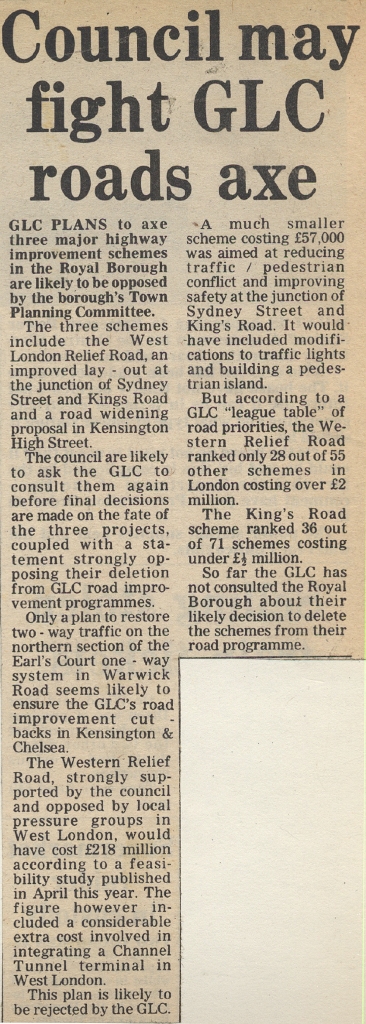 Council may
fight GLC
roads axe
GLC PLANS to axe
three major highway
improvement schemes
in the Royal Borough
are likely to be opposed
by the borough's Town
Planning Committee.
The three schemes
include the West
London Relief Road, an
improved lay - out at
the junction of Sydney
Street and Kings Road
and a road widening
proposal in Kensington
High Street.
The council are likely
to ask the GLC to
consult them again
before final decisions
are made on the fate of
the three projects,
coupled with a sta-
tement strongly op-
posing their deletion
from GLC road impro-
vement programmes.
Only a plan to restore
two - way traffic on the
northern section of the
Earl's Court one - way
system in Warwick
Road seems likely to
ensure the GLC's road
improvement cut -
backs in Kensington &
Chelsea.
The Western Relief
Road, strongly sup-
ported by the council
and opposed by local
pressure groups in
West London, would
have cost £218 million
according to a feasi-
bility study published
in April this year. The
figure however in-
cluded a considerable
extra cost involved in
integrating a Channel
Tunnel terminal in
West London.
This plan is likely to
be rejected by the GLC.
A much smaller
scheme costing £57,000
was aimed at reducing
traffic / pedestrian
conflict and improving
safety at the junction of
Sydney Street and
King's Road. It would
have included modifi-
cations to traffic lights
and building a pedes-
trian island.
But according to a
GLC "league table" of
road priorities, the We-
stern Relief Road
ranked only 28 out of 55
other schemes in
London costing over £2
million.
The King's Road
scheme ranked 36 out
of 71 schemes costing
under £½ million.
So far the GLC has
not consulted the Royal
Borough about their
likely decision to delete
the schemes from their
road programme.